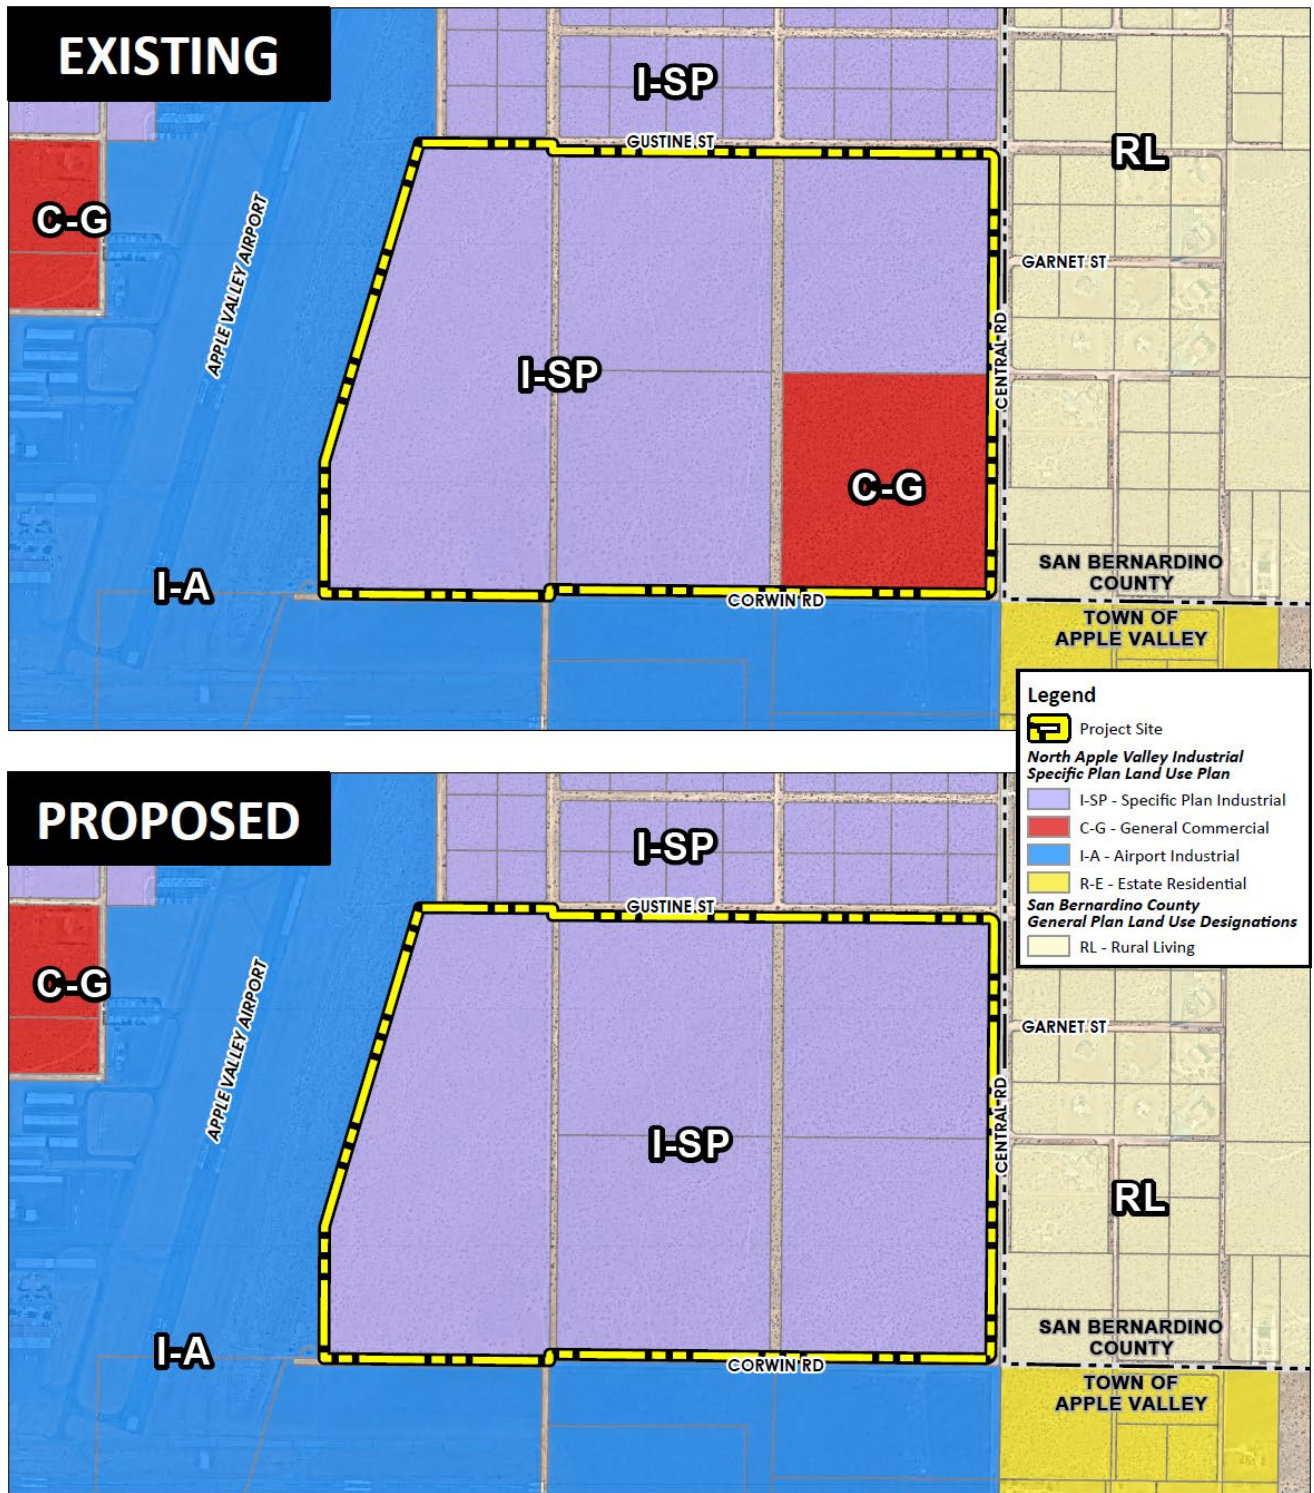 EXISTING
I-SP
GUSTINE ST
RL
C-G
APPLE VALLEY AIRPORT
GARNET ST
CENTRAL RD
I-SP
C-G
I-A
CORWIN RD
SAN BERNARDINO
COUNTY
TOWN OF
APPLE VALLEY
Legend
Project Site
North Apple Valley Industrial
Specific Plan Land Use Plan
I-SP - Specific Plan Industrial
C-G - General Commercial
I-A - Airport Industrial
R-E - Estate Residential
San Bernardino County
General Plan Land Use Designations
RL - Rural Living
PROPOSED
I-SP
GUSTINE ST
C-G
APPLE VALLEY AIRPORT
GARNET ST
CENTRAL RD
I-SP
RL
I-A
CORWIN RD
SAN BERNARDINO
COUNTY
TOWN OF
APPLE VALLEY